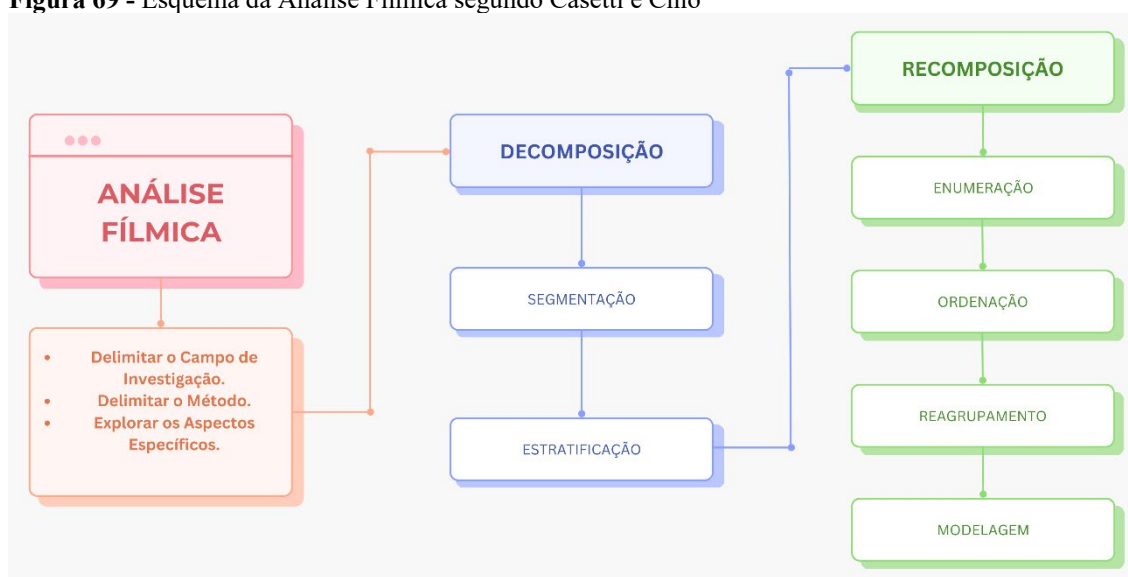 Figura 69 - Esquema da Análise Fílmica segundo Casetti e Chio
ANÁLISE
FÍLMICA
• Delimitar o Campo de
Investigação.
• Delimitar o Método.
• Explorar os Aspectos
Específicos.
DECOMPOSIÇÃO
SEGMENTAÇÃO
ESTRATIFICAÇÃO
RECOMPOSIÇÃO
ENUMERAÇÃO
ORDENAÇÃO
REAGRUPAMENTO
MODELAGEM